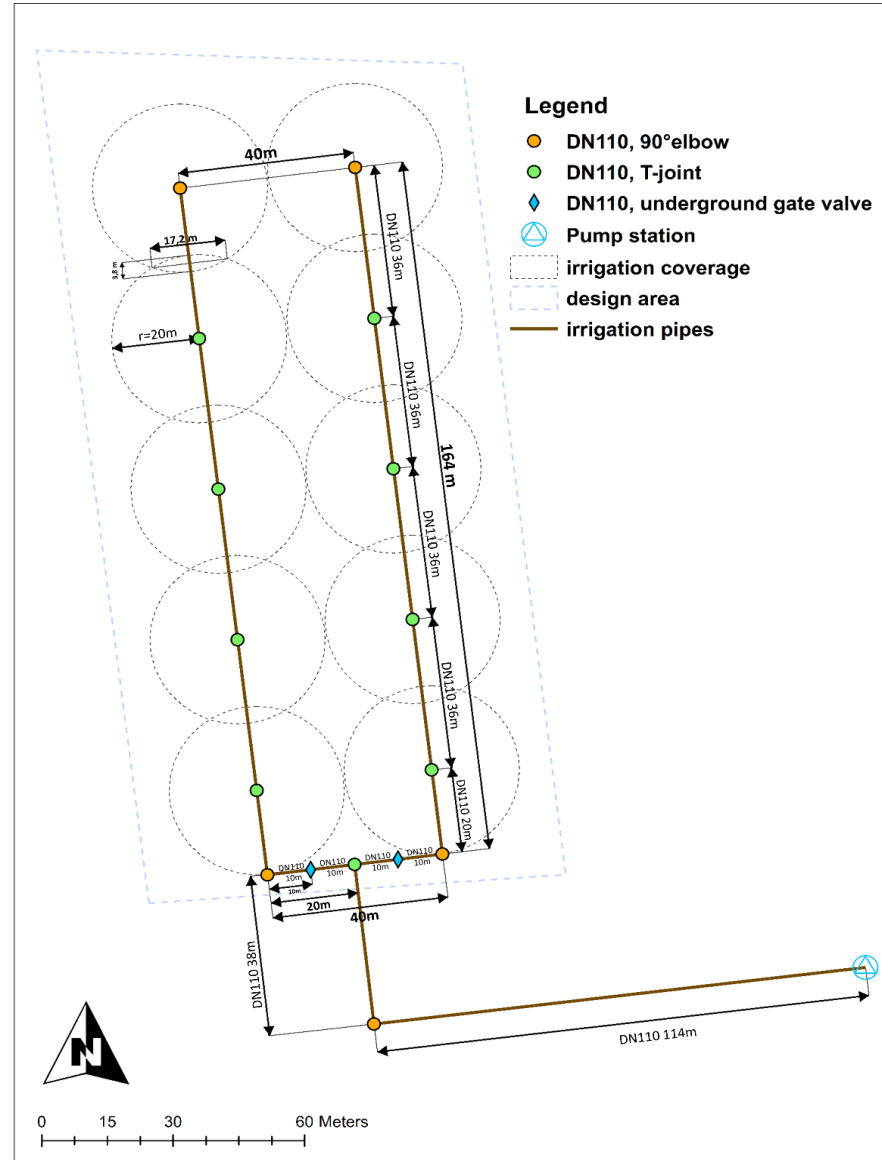 40m
17,2 m
3,8 m
r=20m
DN110 36m
DN110 36m
DN110 36m
DN110 36m
DN110 20m
164 m
DN110
10m
DN110
10m
DN110
10m
DN110
10m
10m
20m
40m
DN110 38m
DN110 114m
Legend
DN110, 90°elbow
DN110, T-joint
DN110, underground gate valve
Pump station
irrigation coverage
design area
irrigation pipes
N
0 15 30 60 Meters